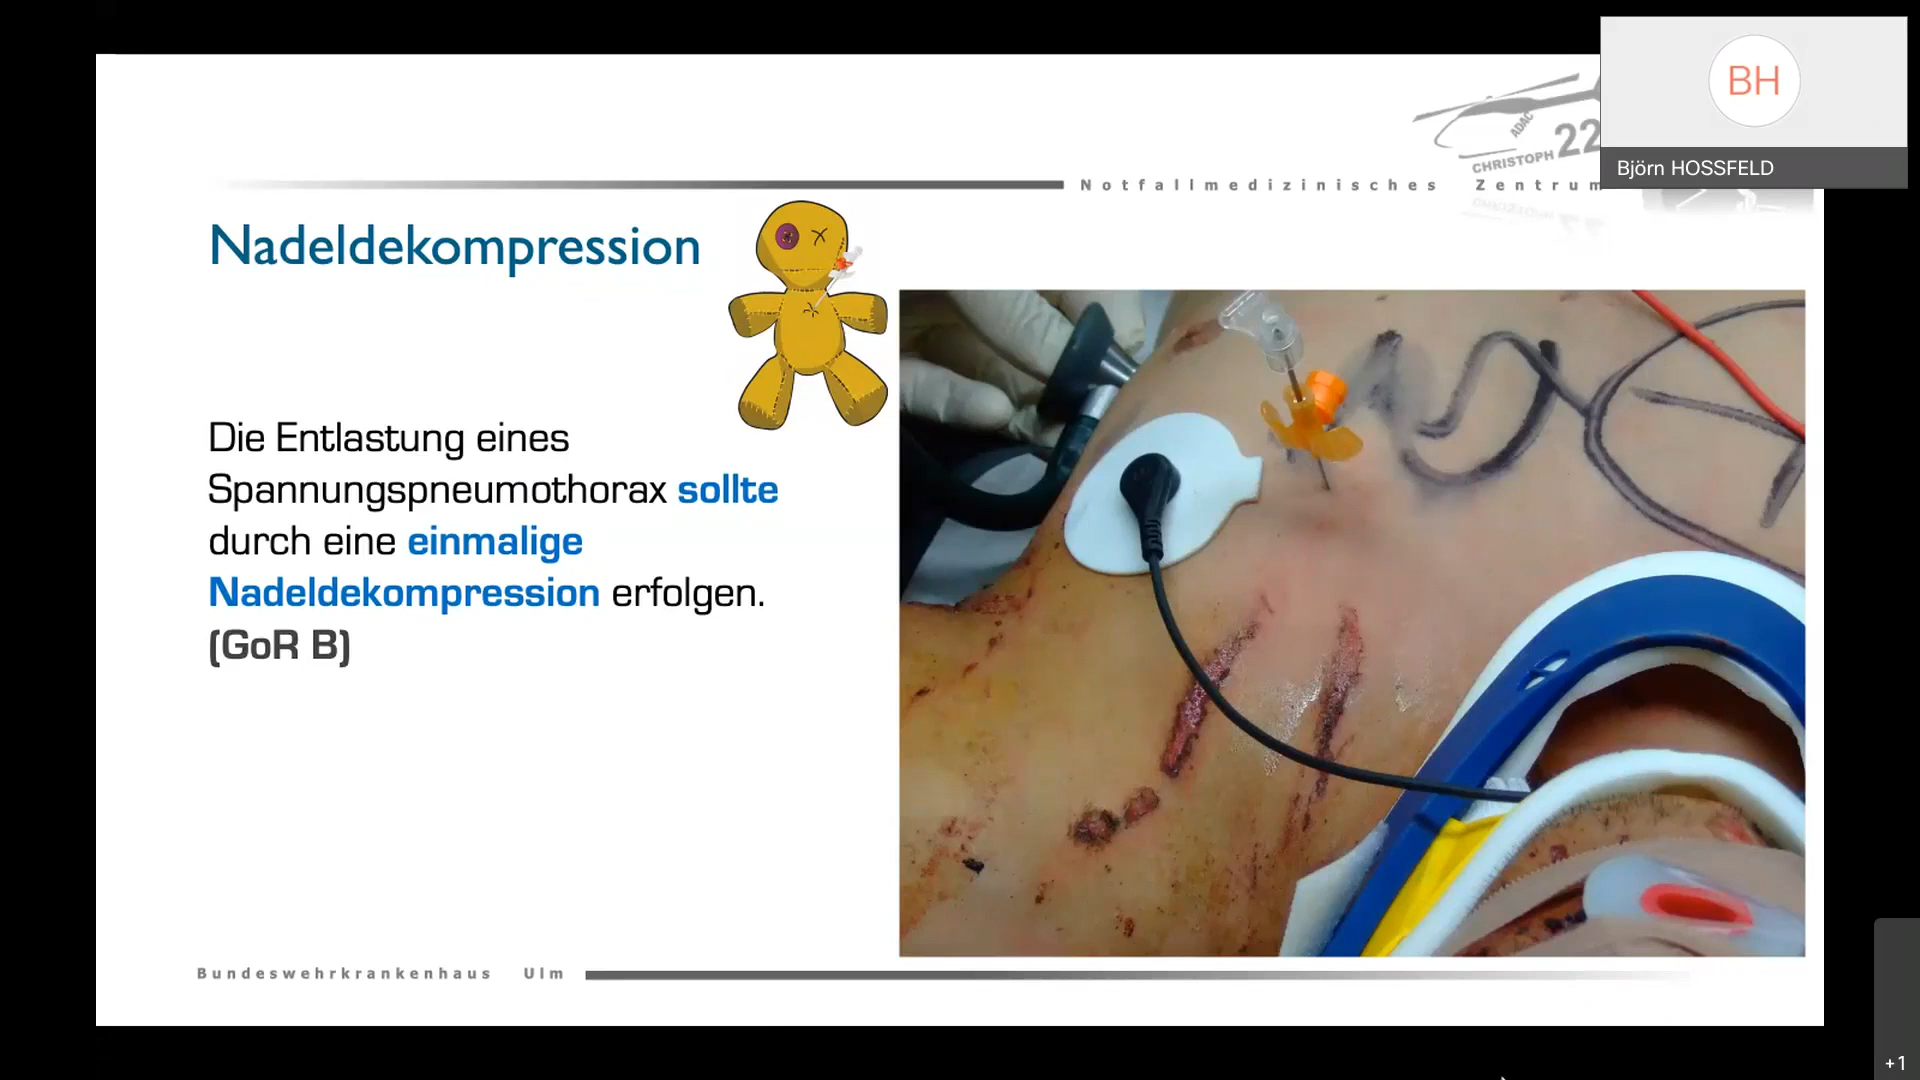 BH
Björn HOSSFELD
ADAC
CHRISTOPH 22
Notfallmedizinisches Zentrum
Nadeldekompression
Die Entlastung eines
Spannungspneumothorax sollte
durch eine einmalige
Nadeldekompression erfolgen.
(GoR B)
Bundeswehrkrankenhaus Ulm
+1